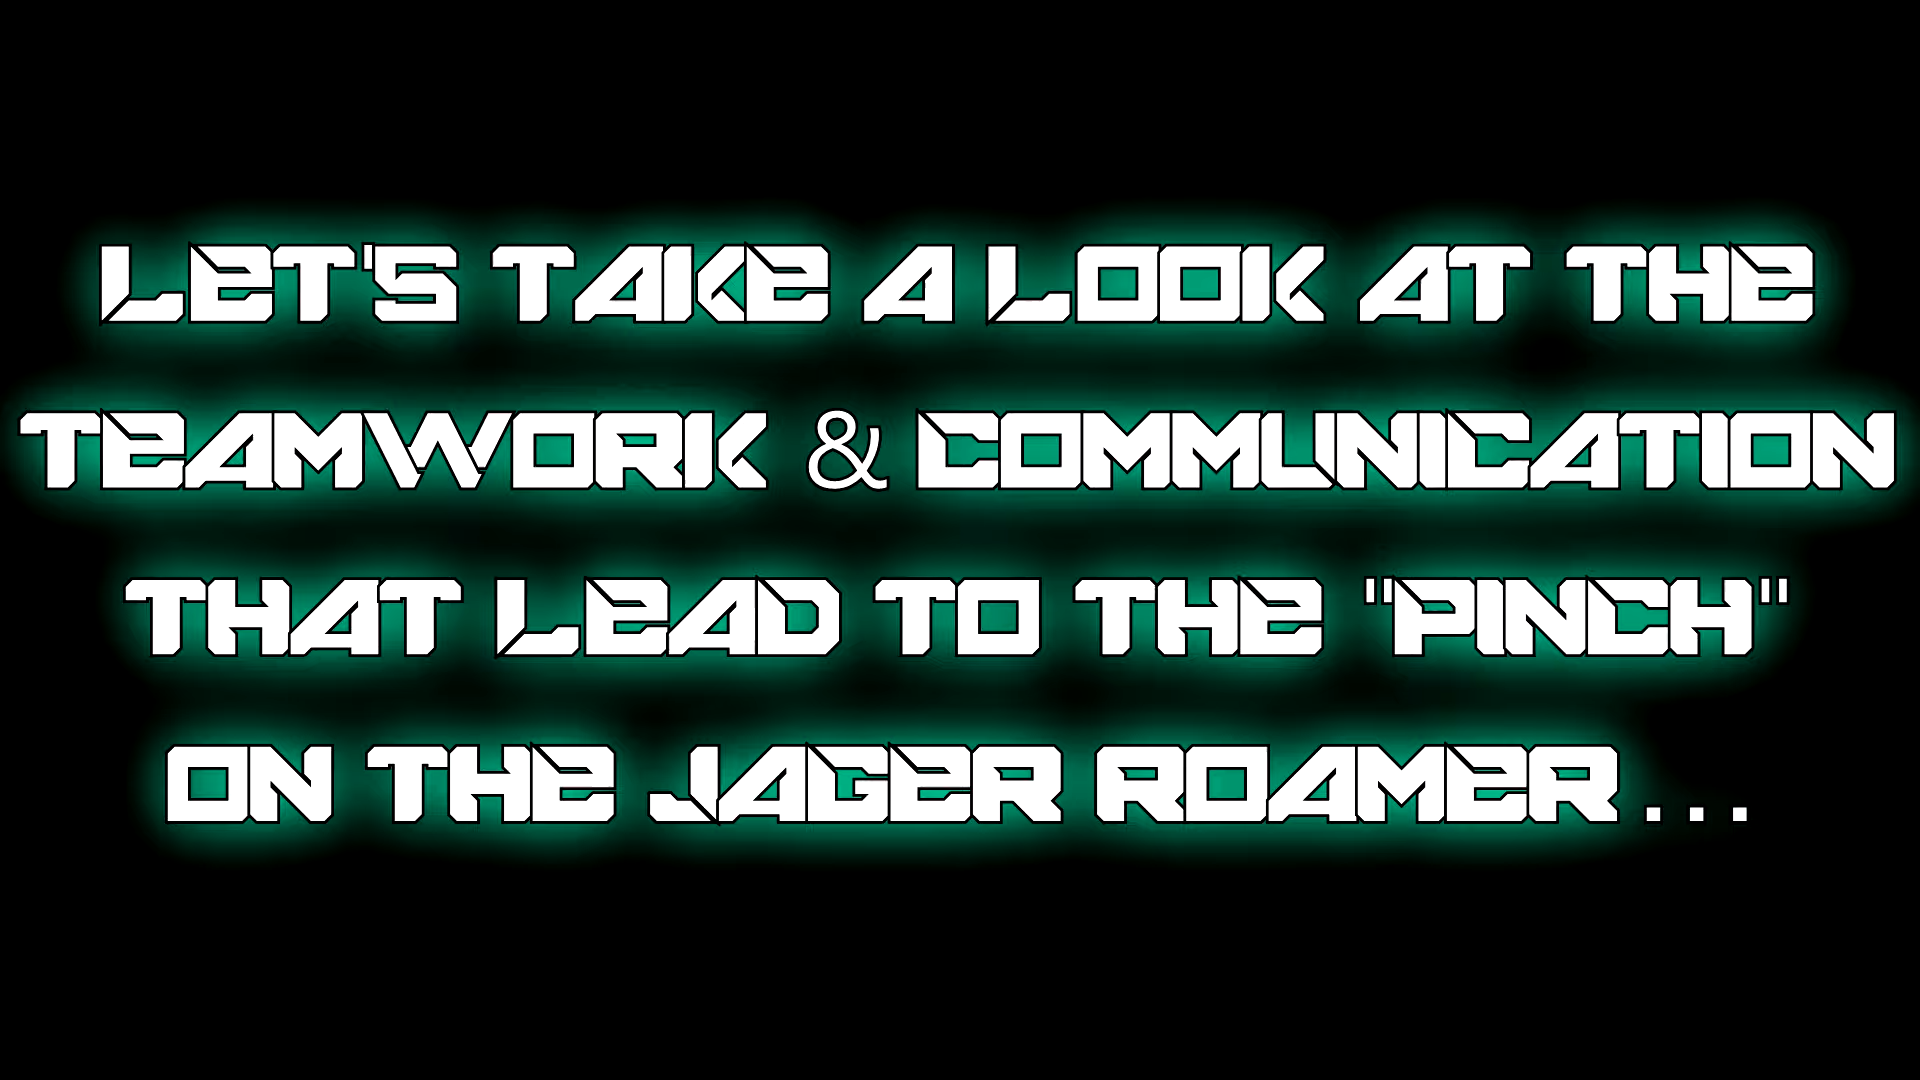 LET'S TAKE A LOOK AT THE
TEAMWORK & COMMUNICATION
THAT LEAD TO THE "PINCH"
ON THE JAGER ROAMER...